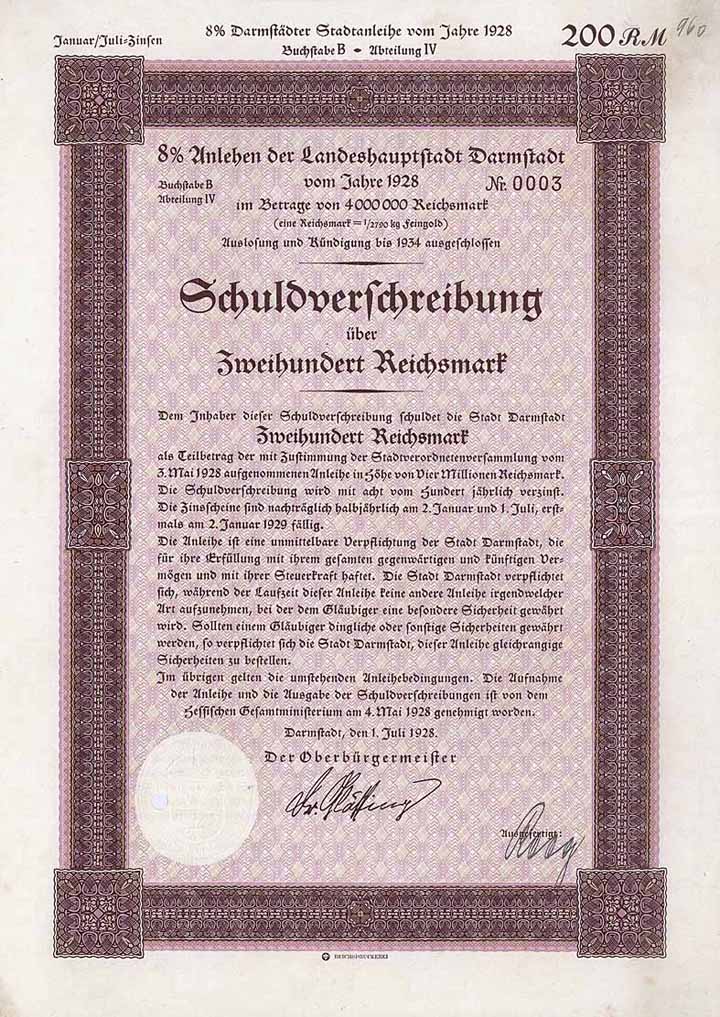 8% Darmstädter Stadtanleihe vom Jahre 1928
Januar/Juli-Zinsen
Buchstabe B • Abteilung IV
200 RM
960
8% Anlehen der Landeshauptstadt Darmstadt
Buchstabe B
Abteilung IV
vom Jahre 1928
Nr. 0003
im Betrage von 4000000 Reichsmark
(eine Reichsmark = 1/2790 kg Feingold)
Auslosung und Kündigung bis 1934 ausgeschlossen
Schuldverschreibung
über
Zweihundert Reichsmark
Dem Inhaber dieser Schuldverschreibung schuldet die Stadt Darmstadt
Zweihundert Reichsmark
als Teilbetrag der mit Zustimmung der Stadtverordnetenversammlung vom
3. Mai 1928 aufgenommenen Anleihe in Höhe von Vier Millionen Reichsmark.
Die Schuldverschreibung wird mit acht vom Hundert jährlich verzinst.
Die Zinsscheine sind nachträglich halbjährlich am 2. Januar und 1. Juli, erst-
mals am 2. Januar 1929 fällig.
Die Anleihe ist eine unmittelbare Verpflichtung der Stadt Darmstadt, die
für ihre Erfüllung mit ihrem gesamten gegenwärtigen und künftigen Ver-
mögen und mit ihrer Steuerkraft haftet. Die Stadt Darmstadt verpflichtet
sich, während der Laufzeit dieser Anleihe keine andere Anleihe irgendwelcher
Art aufzunehmen, bei der dem Gläubiger eine besondere Sicherheit gewährt
wird. Sollten einem Gläubiger dingliche oder sonstige Sicherheiten gewährt
werden, so verpflichtet sich die Stadt Darmstadt, dieser Anleihe gleichrangige
Sicherheiten zu bestellen.
Im übrigen gelten die umstehenden Anleihebedingungen. Die Aufnahme
der Anleihe und die Ausgabe der Schuldverschreibungen ist von dem
Hessischen Gesamtministerium am 4. Mai 1928 genehmigt worden.
Darmstadt, den 1. Juli 1928.
Der Oberbürgermeister
Dr. Glässing
Ausgefertigt:
REICHSDRUCKEREI